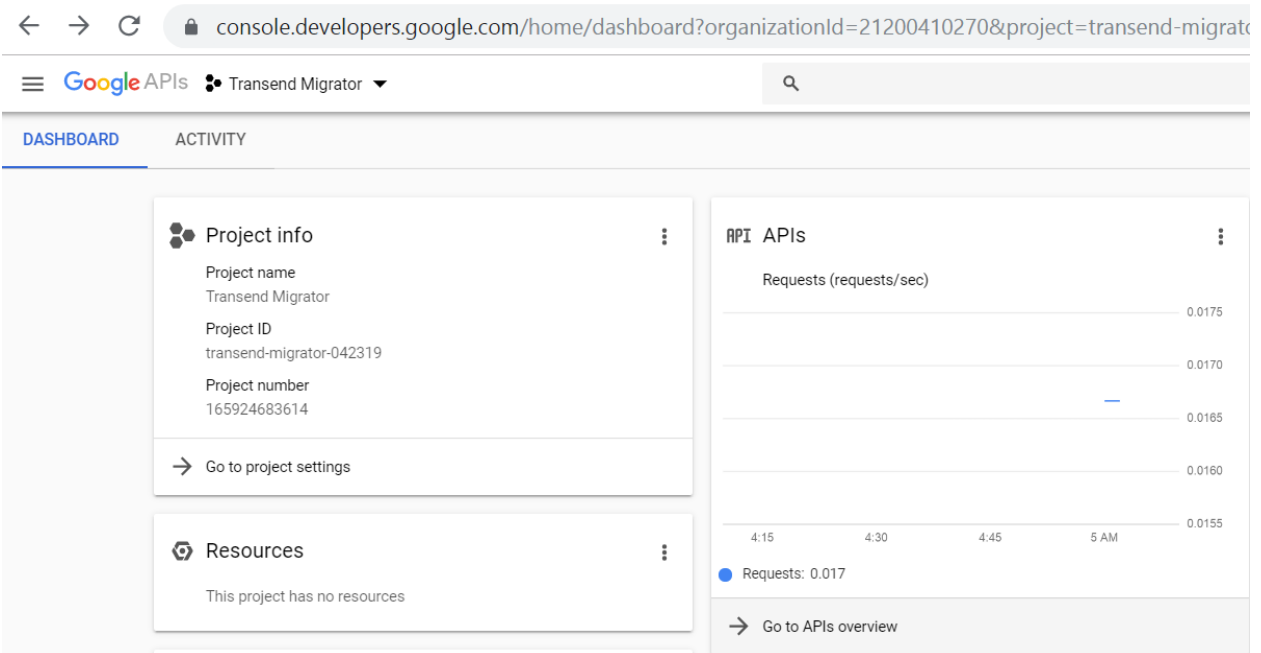 console.developers.google.com/home/dashboard?organizationId=21200410270&project=transend-migrato
Google APIs Transend Migrator
DASHBOARD ACTIVITY
Project info
Project name
Transend Migrator
Project ID
transend-migrator-042319
Project number
165924683614
Go to project settings
Resources
This project has no resources
API APIs
Requests (requests/sec)
0.0175
0.0170
0.0165
0.0160
0.0155
4:15 4:30 4:45 5 AM
Requests: 0.017
Go to APIs overview